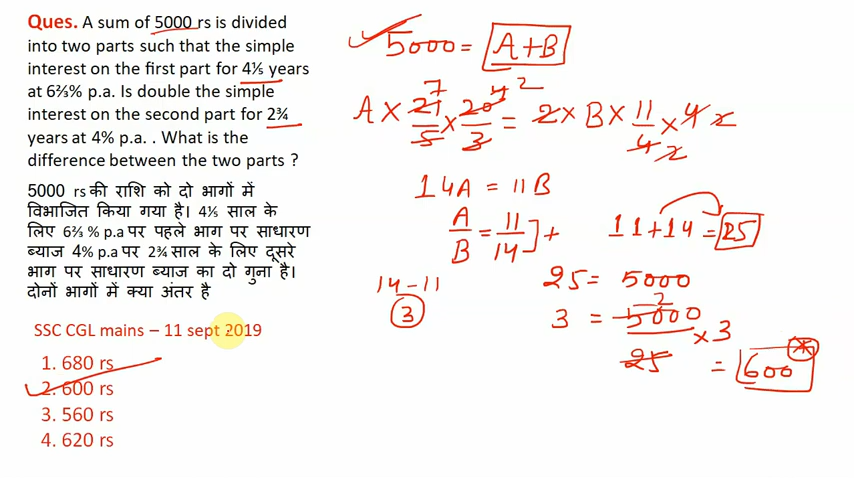 Ques. A sum of 5000 rs is divided
into two parts such that the simple
interest on the first part for 4⅕ years
at 6⅔% p.a. Is double the simple
interest on the second part for 2¾
years at 4% p.a. . What is the
difference between the two parts ?
5000 rs की राशि को दो भागों में
विभाजित किया गया है। 4⅕ साल के
लिए 6⅔ % p.a पर पहले भाग पर साधारण
ब्याज 4% p.a पर 2¾ साल के लिए दूसरे
भाग पर साधारण ब्याज का दो गुना है।
दोनों भागों में क्या अंतर है
SSC CGL mains – 11 sept 2019
1. 680 rs
2. 600 rs
3. 560 rs
4. 620 rs
5000 = A+B
A × 21/5 × 20/3 = 2 × B × 11/4 × 4
14A = 11B
A/B = 11/14 ] +
11+14 = 25
14-11
3
25 = 5000
3 = 5000/25 × 3
= 600